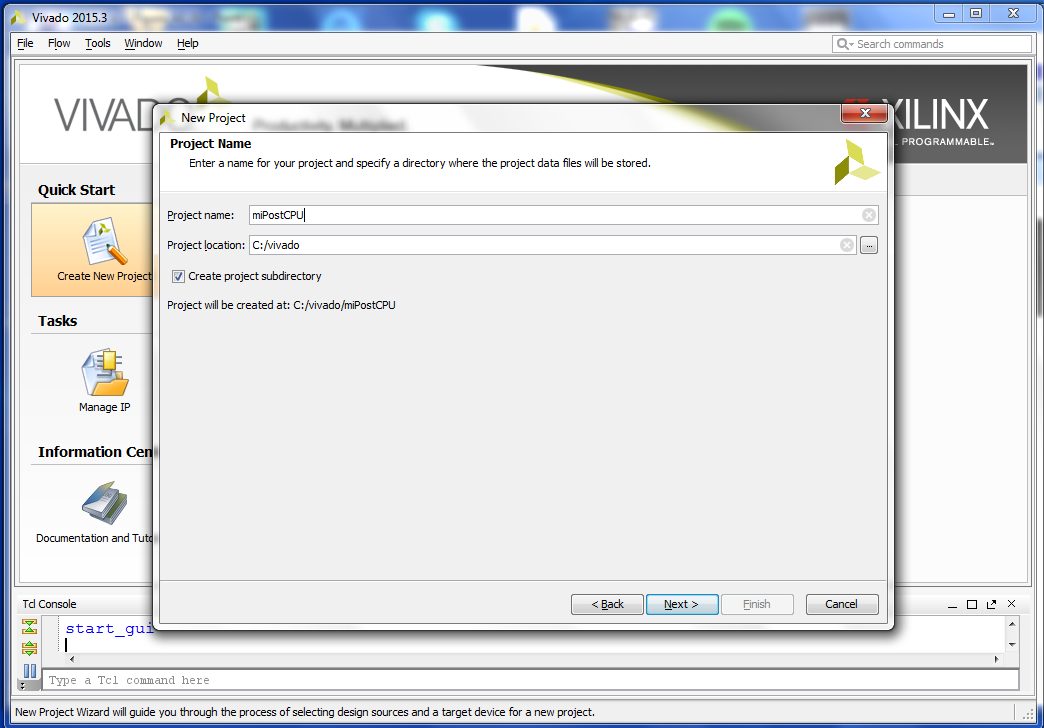 Vivado 2015.3
File Flow Tools Window Help
Search commands
VIVADO
XILINX
PROGRAMMABLE™
New Project
Project Name
Enter a name for your project and specify a directory where the project data files will be stored.
Project name: miPostCPU
Project location: C:/vivado
...
Create project subdirectory
Project will be created at: C:/vivado/miPostCPU
< Back Next > Finish Cancel
Quick Start
Create New Project
Tasks
Manage IP
Information Cen
Documentation and Tuto
Tcl Console
start_gui
Type a Tcl command here
New Project Wizard will guide you through the process of selecting design sources and a target device for a new project.